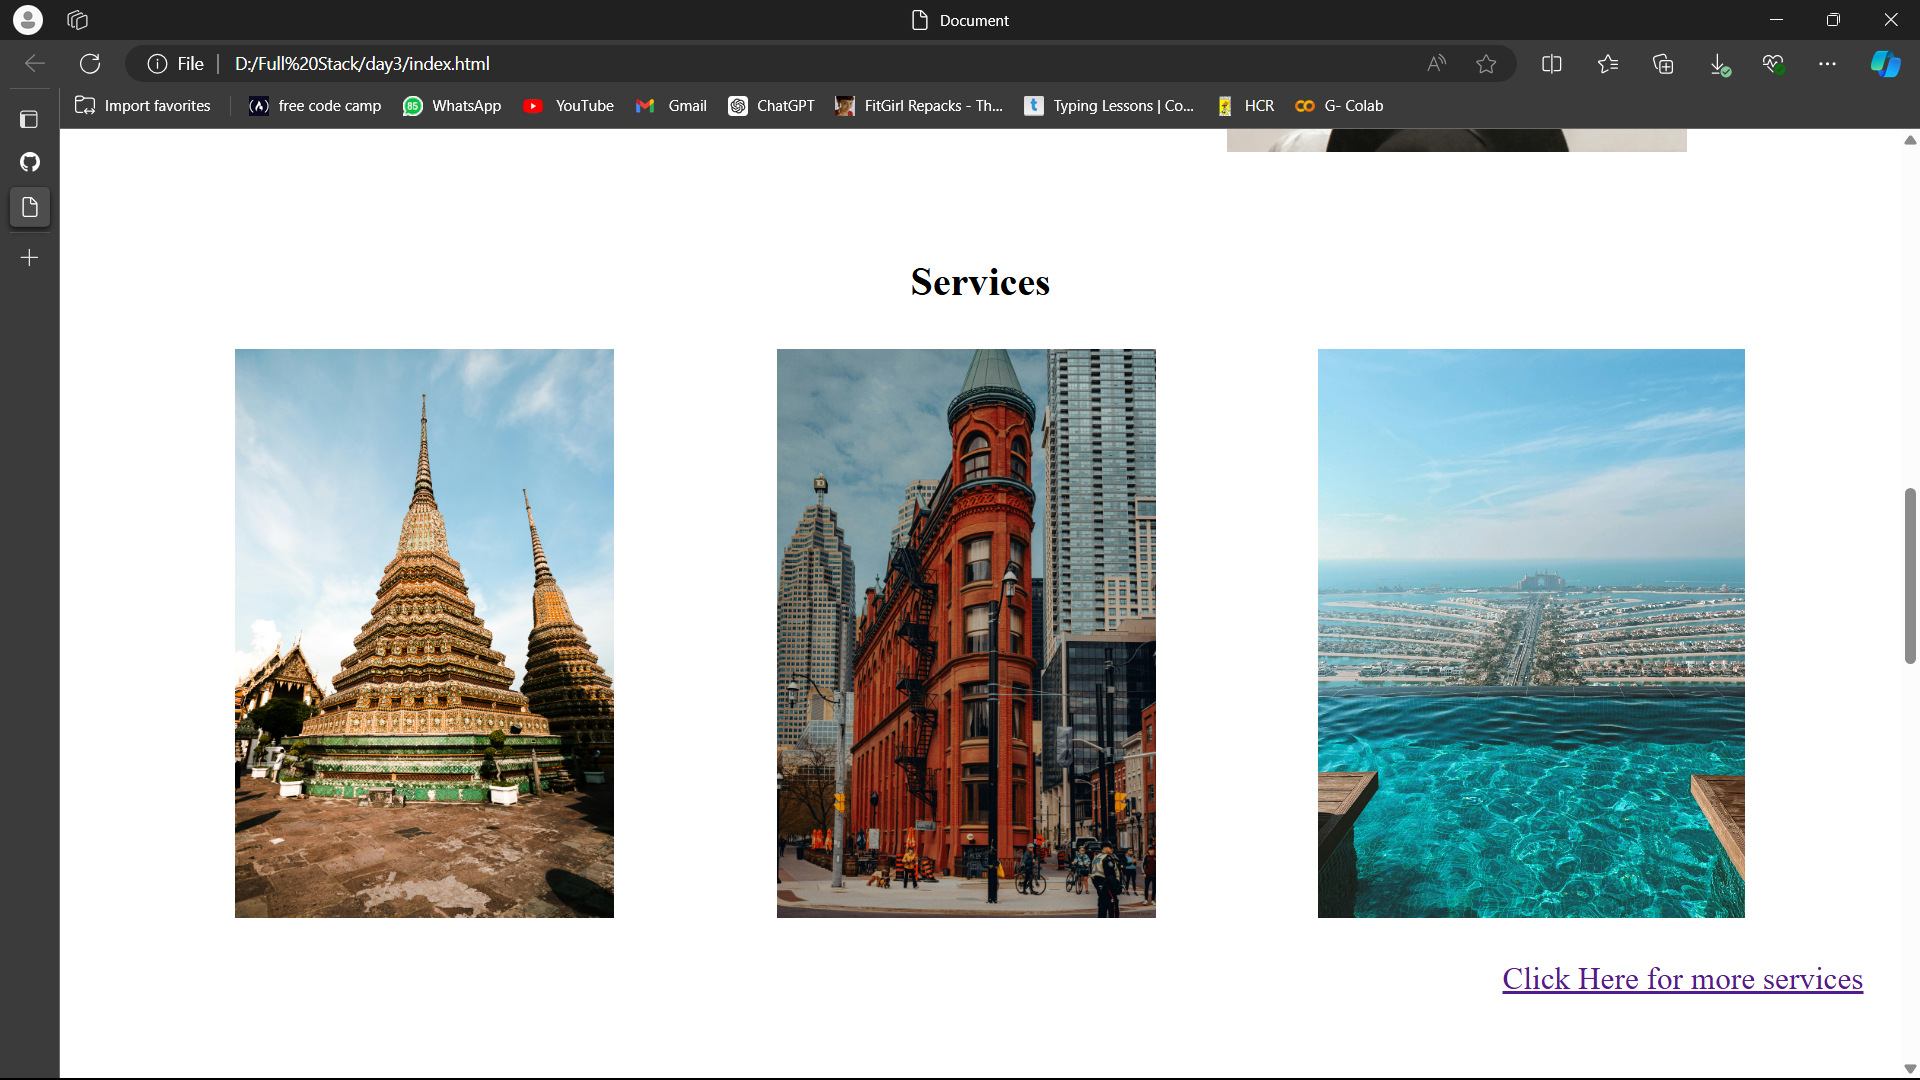 Document
File
D:/Full%20Stack/day3/index.html
Import favorites
free code camp
85
WhatsApp
YouTube
Gmail
ChatGPT
FitGirl Repacks - Th...
t
Typing Lessons | Co...
HCR
G- Colab
Services
Click Here for more services